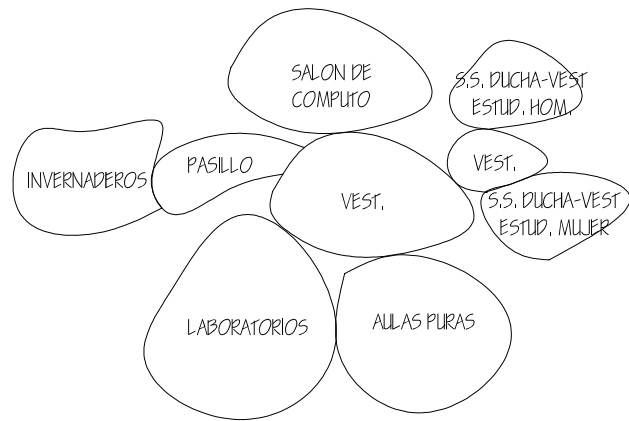 SALON DE
COMPUTO
S.S. DUCHA-VEST
ESTUD. HOM.
INVERNADEROS
PASILLO
VEST.
VEST.
S.S. DUCHA-VEST
ESTUD. MUJER
LABORATORIOS
AULAS PURAS